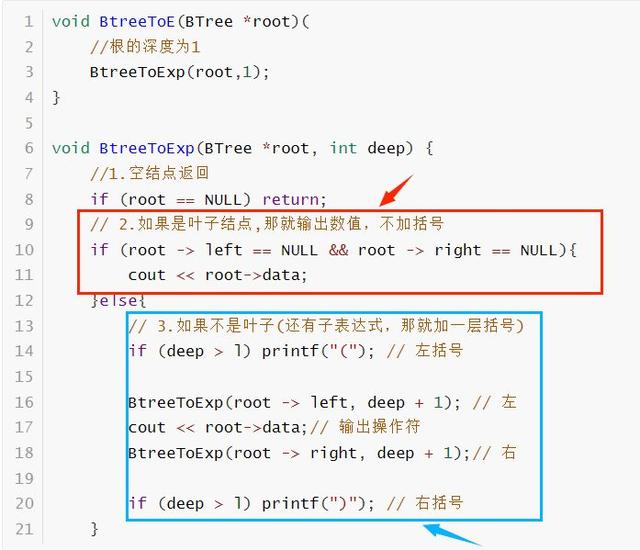 1 void BtreeToE(BTree *root)(
2 //根的深度为1
3 BtreeToExp(root,1);
4 }
5
6 void BtreeToExp(BTree *root, int deep) {
7 //1.空结点返回
8 if (root == NULL) return;
9 // 2.如果是叶子结点,那就输出数值，不加括号
10 if (root -> left == NULL && root -> right == NULL){
11 cout << root->data;
12 }else{
13 // 3.如果不是叶子(还有子表达式，那就加一层括号)
14 if (deep > l) printf("("); // 左括号
15
16 BtreeToExp(root -> left, deep + 1); // 左
17 cout << root->data;// 输出操作符
18 BtreeToExp(root -> right, deep + 1);// 右
19
20 if (deep > l) printf(")"); // 右括号
21 }